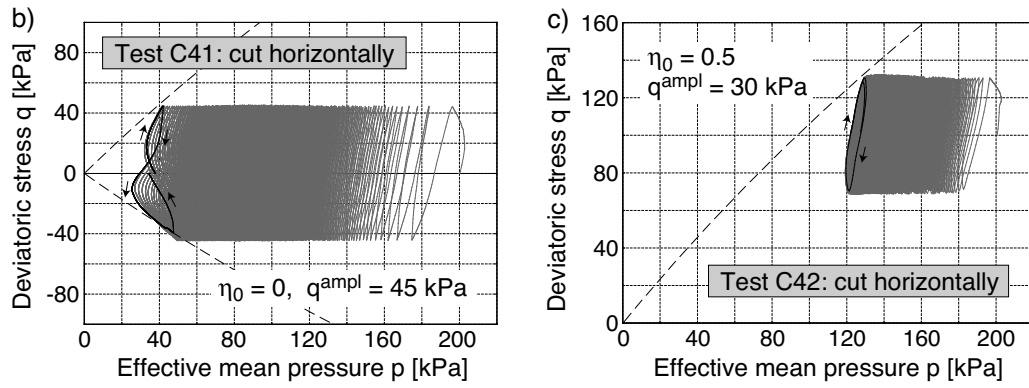 b)
Test C41: cut horizontally
Deviatoric stress q [kPa]
80
40
0
-40
-80
η0 = 0, q^ampl = 45 kPa
0 40 80 120 160 200
Effective mean pressure p [kPa]
c)
η0 = 0.5
q^ampl = 30 kPa
Deviatoric stress q [kPa]
160
120
80
40
0
Test C42: cut horizontally
0 40 80 120 160 200
Effective mean pressure p [kPa]